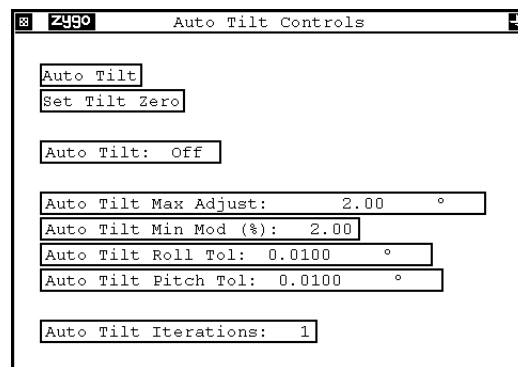 zygo Auto Tilt Controls
Auto Tilt
Set Tilt Zero
Auto Tilt: Off
Auto Tilt Max Adjust: 2.00 °
Auto Tilt Min Mod (%): 2.00
Auto Tilt Roll Tol: 0.0100 °
Auto Tilt Pitch Tol: 0.0100 °
Auto Tilt Iterations: 1